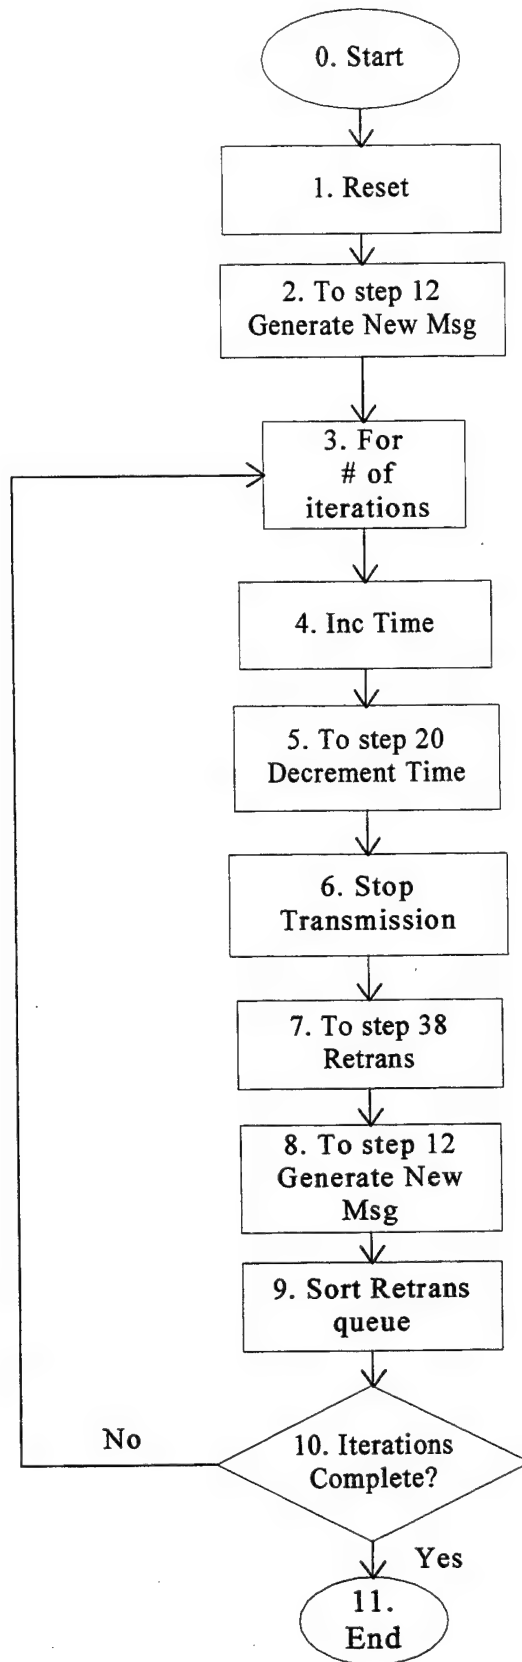 0. Start
1. Reset
2. To step 12
Generate New Msg
3. For
# of
iterations
4. Inc Time
5. To step 20
Decrement Time
6. Stop
Transmission
7. To step 38
Retrans
8. To step 12
Generate New
Msg
9. Sort Retrans
queue
10. Iterations
Complete?
No
Yes
11.
End